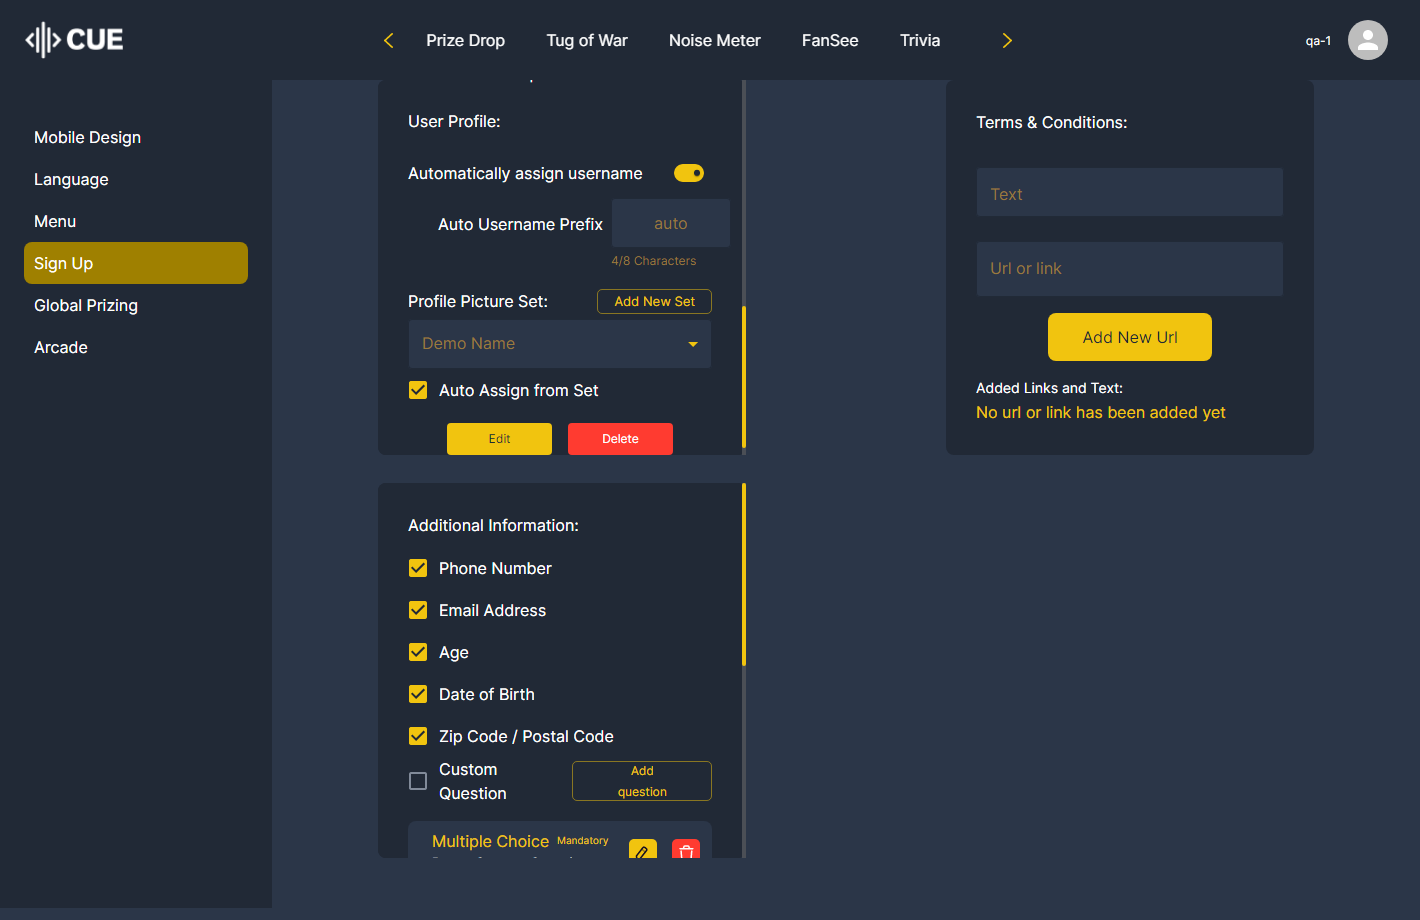 CUE
Prize Drop
Tug of War
Noise Meter
FanSee
Trivia
qa-1
Mobile Design
Language
Menu
Sign Up
Global Prizing
Arcade
User Profile:
Automatically assign username
Auto Username Prefix
auto
4/8 Characters
Profile Picture Set:
Add New Set
Demo Name
Auto Assign from Set
Edit
Delete
Additional Information:
Phone Number
Email Address
Age
Date of Birth
Zip Code / Postal Code
Custom
Question
Add
question
Multiple Choice
Mandatory
Terms & Conditions:
Text
Url or link
Add New Url
Added Links and Text:
No url or link has been added yet